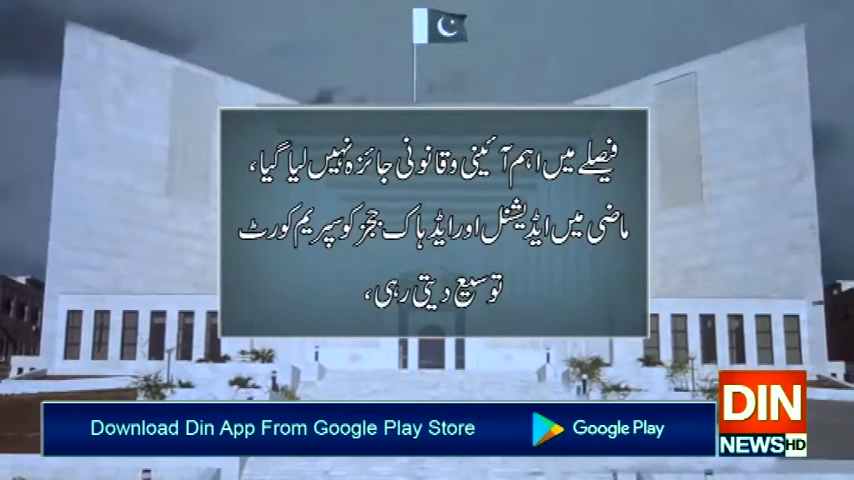 فیصلے میں اہم آئینی و قانونی جائزہ نہیں لیا گیا،
ماضی میں ایڈیشنل اور ایڈہاک ججز کو سپریم کورٹ
توسیع دیتی رہی،
Download Din App From Google Play Store
Google Play
DIN
NEWS HD